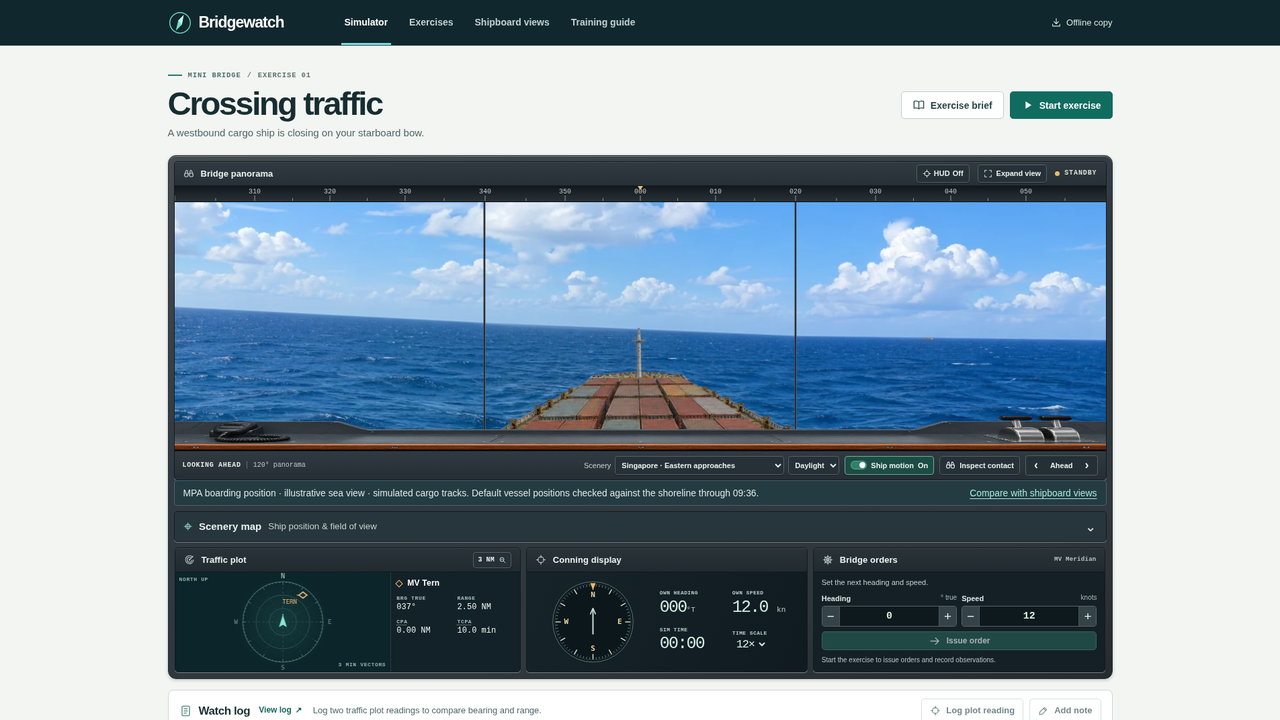 Bridgewatch
Simulator
Exercises
Shipboard views
Training guide
Offline copy
MINI BRIDGE / EXERCISE 01
Crossing traffic
Exercise brief
Start exercise
A westbound cargo ship is closing on your starboard bow.
Bridge panorama
HUD Off
Expand view
STANDBY
310 320 330 340 350 000 010 020 030 040 050
LOOKING AHEAD | 120° panorama
Scenery
Singapore · Eastern approaches
Daylight
Ship motion On
Inspect contact
‹ Ahead ›
MPA boarding position · illustrative sea view · simulated cargo tracks. Default vessel positions checked against the shoreline through 09:36.
Compare with shipboard views
Scenery map Ship position & field of view
Traffic plot
3 NM
NORTH UP
N
TERN
W E
S
3 MIN VECTORS
MV Tern
BRG TRUE RANGE
037° 2.50 NM
CPA TCPA
0.00 NM 10.0 min
Conning display
N
W E
S
OWN HEADING OWN SPEED
000°T 12.0 kn
SIM TIME TIME SCALE
00:00 12×
Bridge orders
MV Meridian
Set the next heading and speed.
Heading ° true Speed knots
− 0 + − 12 +
Issue order
Start the exercise to issue orders and record observations.
Watch log
View log ↗
Log two traffic plot readings to compare bearing and range.
Log plot reading
Add note